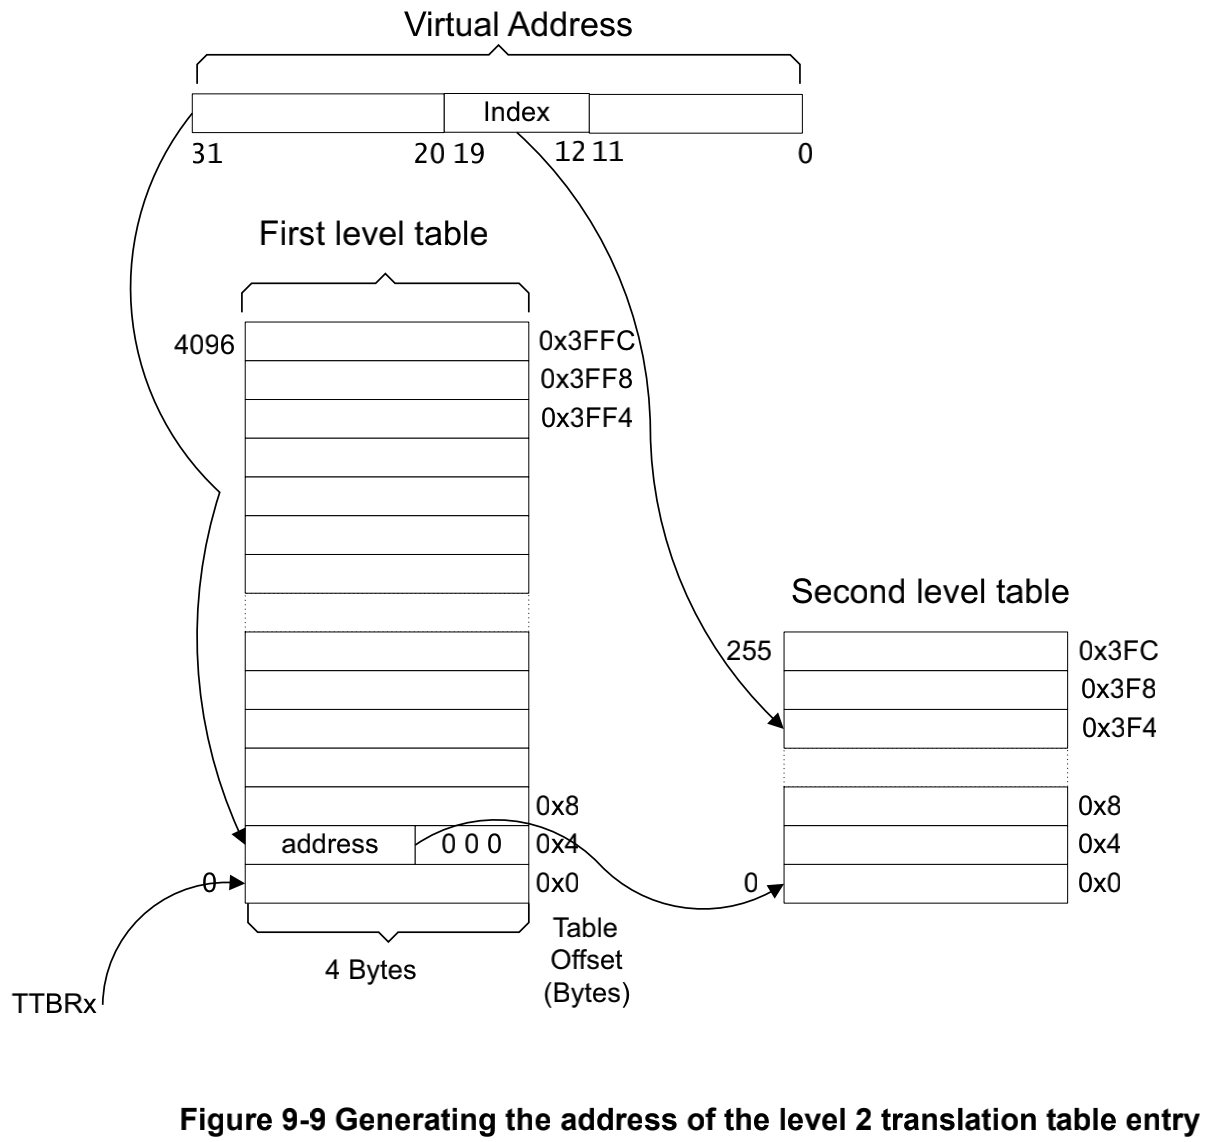 Virtual Address
Index
31 20 19 12 11 0
First level table
4096 0x3FFC
0x3FF8
0x3FF4
Second level table
255 0x3FC
0x3F8
0x3F4
0x8 0x8
address 0 0 0 0x4 0x4
0 0x0 0 0x0
Table
Offset
(Bytes)
4 Bytes
TTBRx
Figure 9-9 Generating the address of the level 2 translation table entry